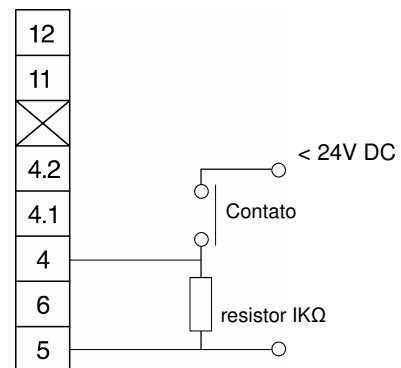 12
11
4.2
< 24V DC
4.1
Contato
4
6
resistor IKΩ
5